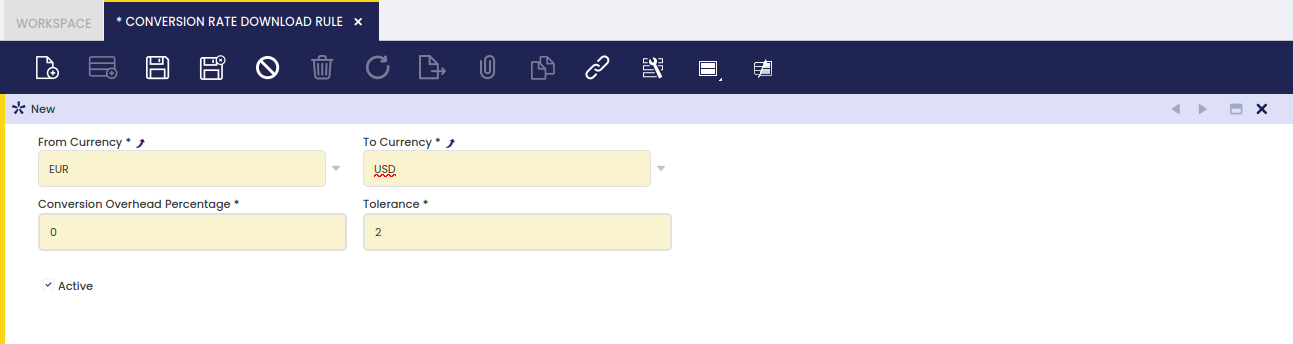 WORKSPACE
* CONVERSION RATE DOWNLOAD RULE
New
From Currency * To Currency *
EUR USD
Conversion Overhead Percentage * Tolerance *
0 2
Active